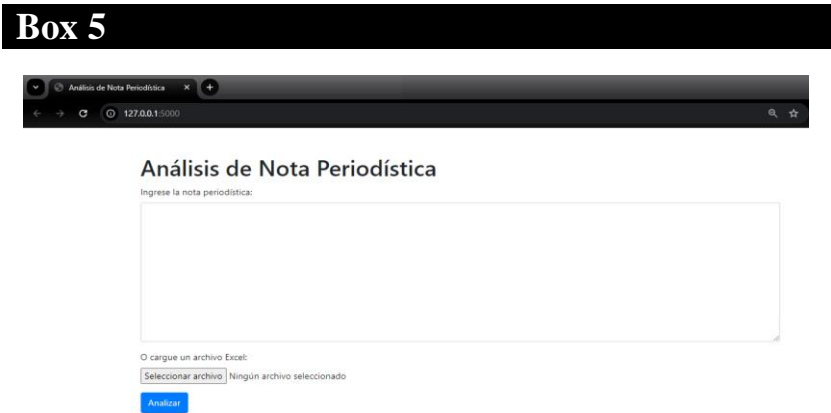 Box 5
Análisis de Nota Periodística
127.0.0.1:5000
Análisis de Nota Periodística
Ingrese la nota periodística:
O cargue un archivo Excel:
Seleccionar archivo Ningún archivo seleccionado
Analizar